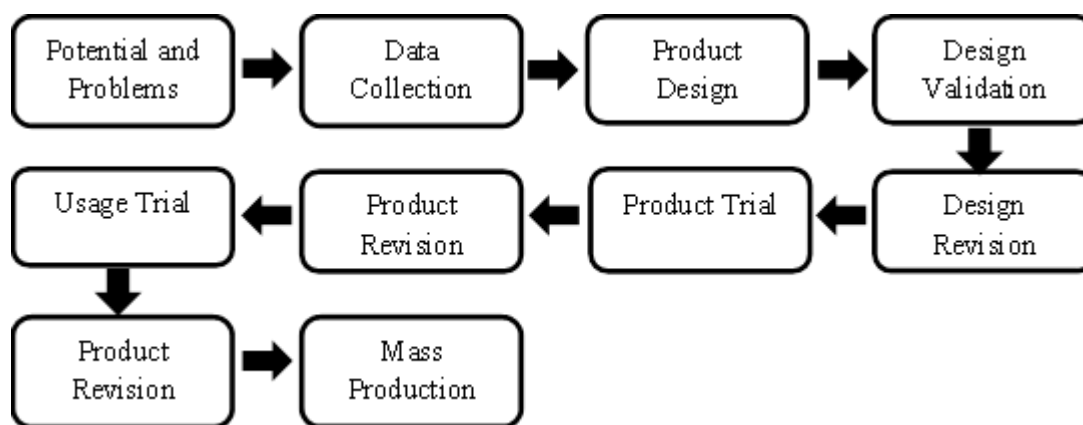 Potential and
Problems
Data
Collection
Product
Design
Design
Validation
Design
Revision
Product Trial
Product
Revision
Usage Trial
Product
Revision
Mass
Production